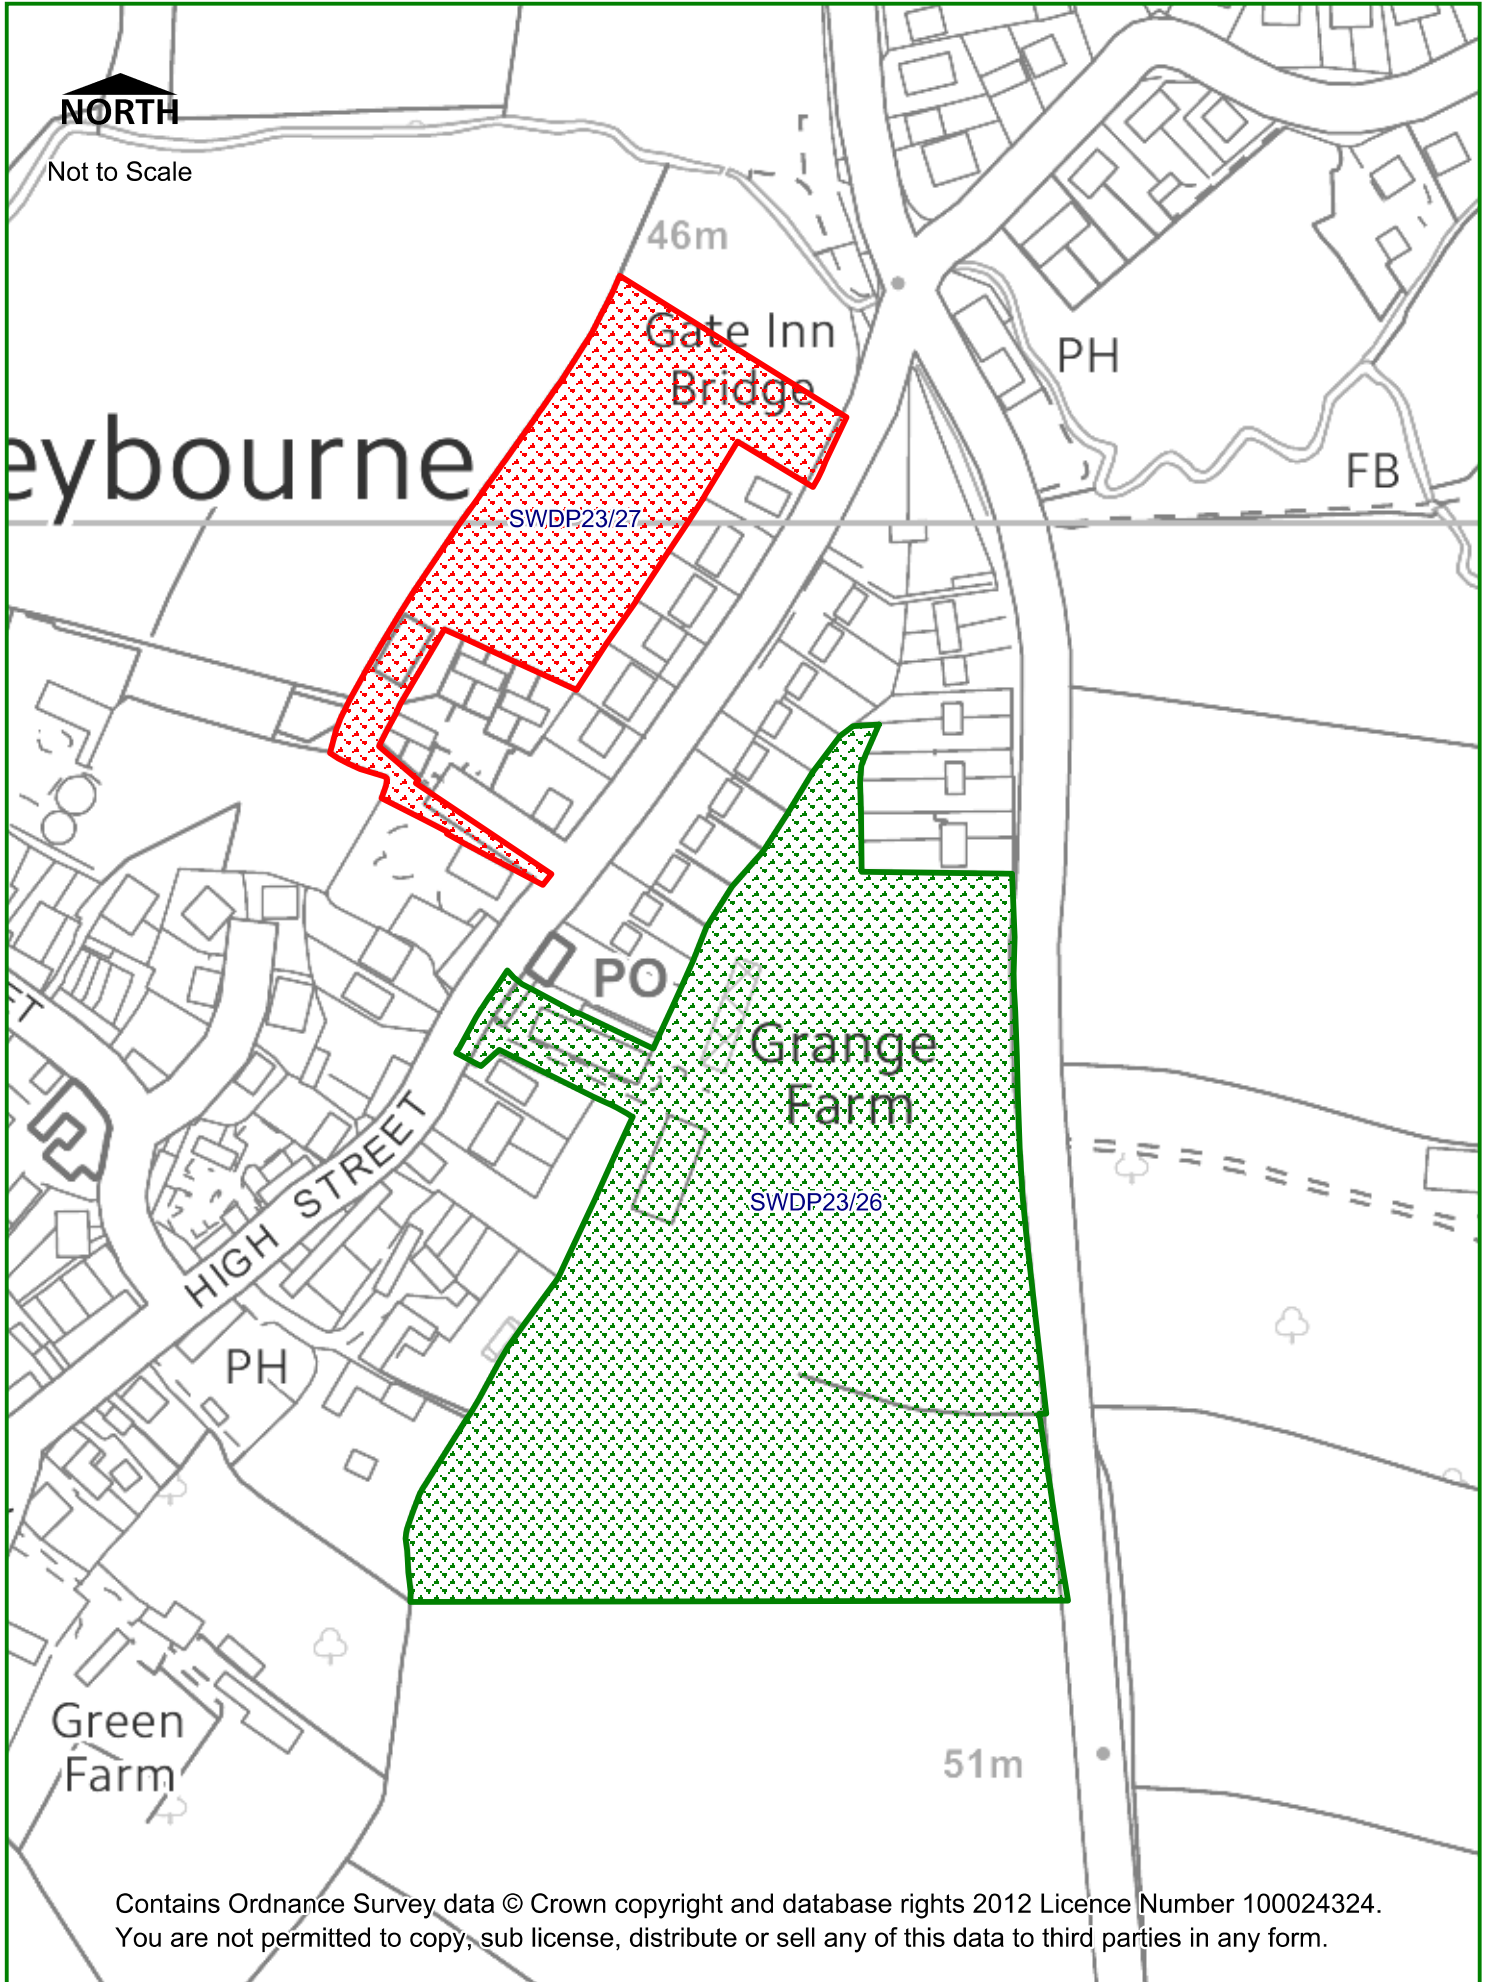 NORTH
Not to Scale
46m
Gate Inn
Bridge
PH
eybourne
FB
SWDP23/27
PO
Grange
Farm
ET
HIGH STREET
SWDP23/26
PH
Green
Farm
51m
Contains Ordnance Survey data © Crown copyright and database rights 2012 Licence Number 100024324.
You are not permitted to copy, sub license, distribute or sell any of this data to third parties in any form.